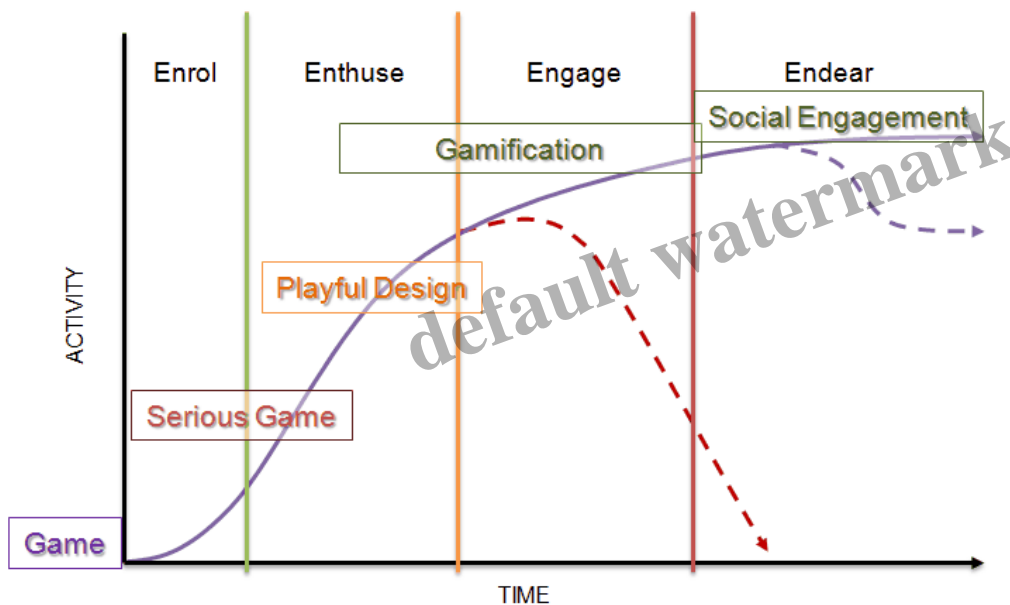 Enrol
Enthuse
Engage
Endear
Social Engagement
Gamification
Playful Design
Serious Game
Game
ACTIVITY
TIME
default watermark